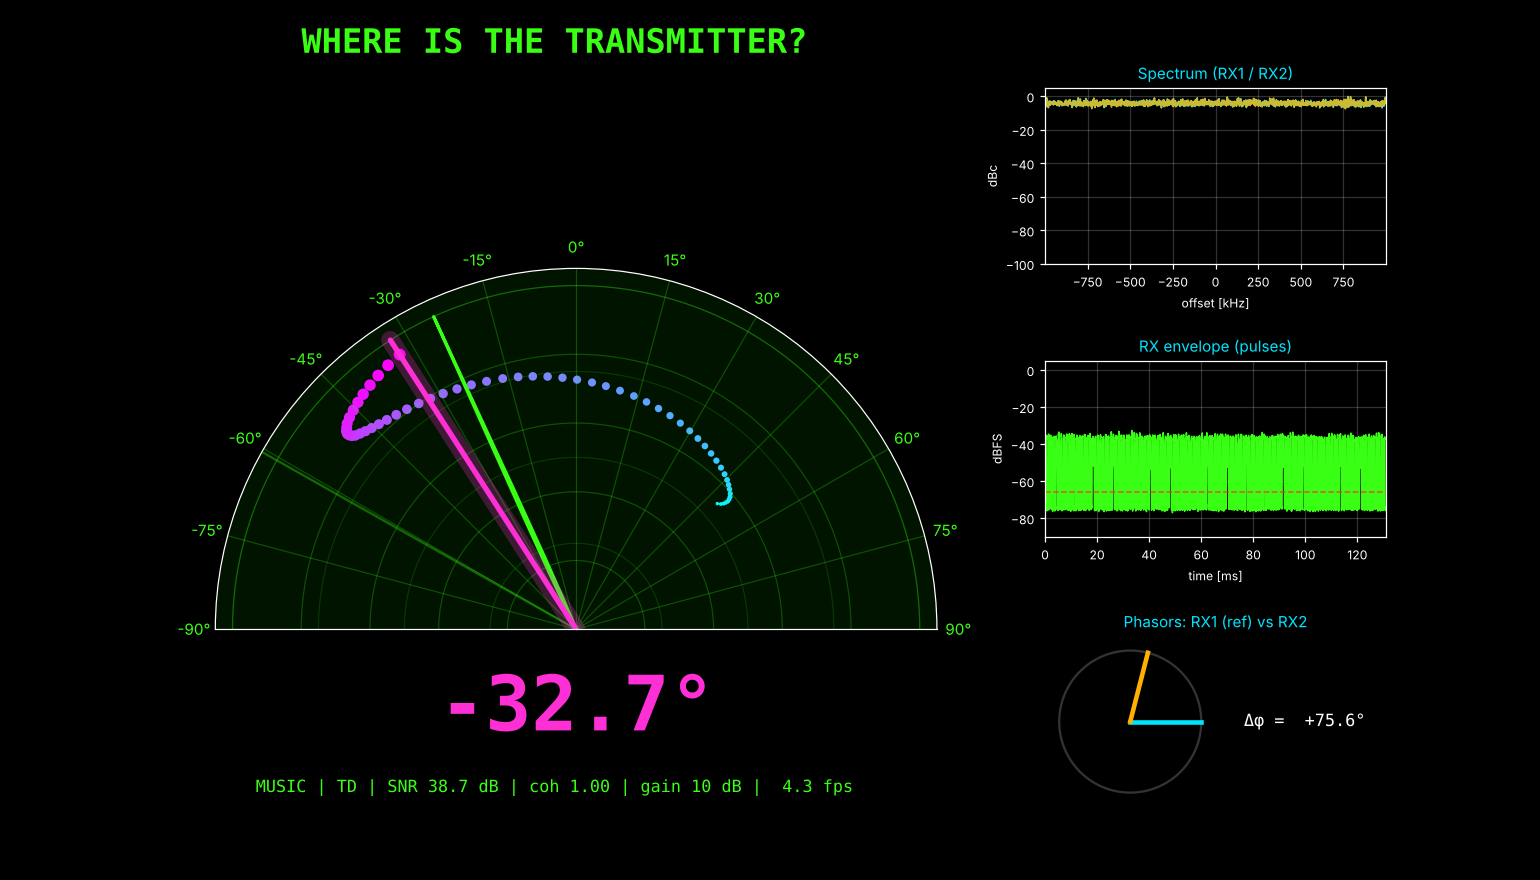 WHERE IS THE TRANSMITTER?
0°
-15°
15°
-30°
30°
-45°
45°
-60°
60°
-75°
75°
-90°
90°
-32.7°
MUSIC | TD | SNR 38.7 dB | coh 1.00 | gain 10 dB | 4.3 fps
Spectrum (RX1 / RX2)
0
−20
−40
−60
−80
−100
dBc
−750 −500 −250 0 250 500 750
offset [kHz]
RX envelope (pulses)
0
−20
−40
−60
−80
dBFS
0 20 40 60 80 100 120
time [ms]
Phasors: RX1 (ref) vs RX2
Δφ = +75.6°